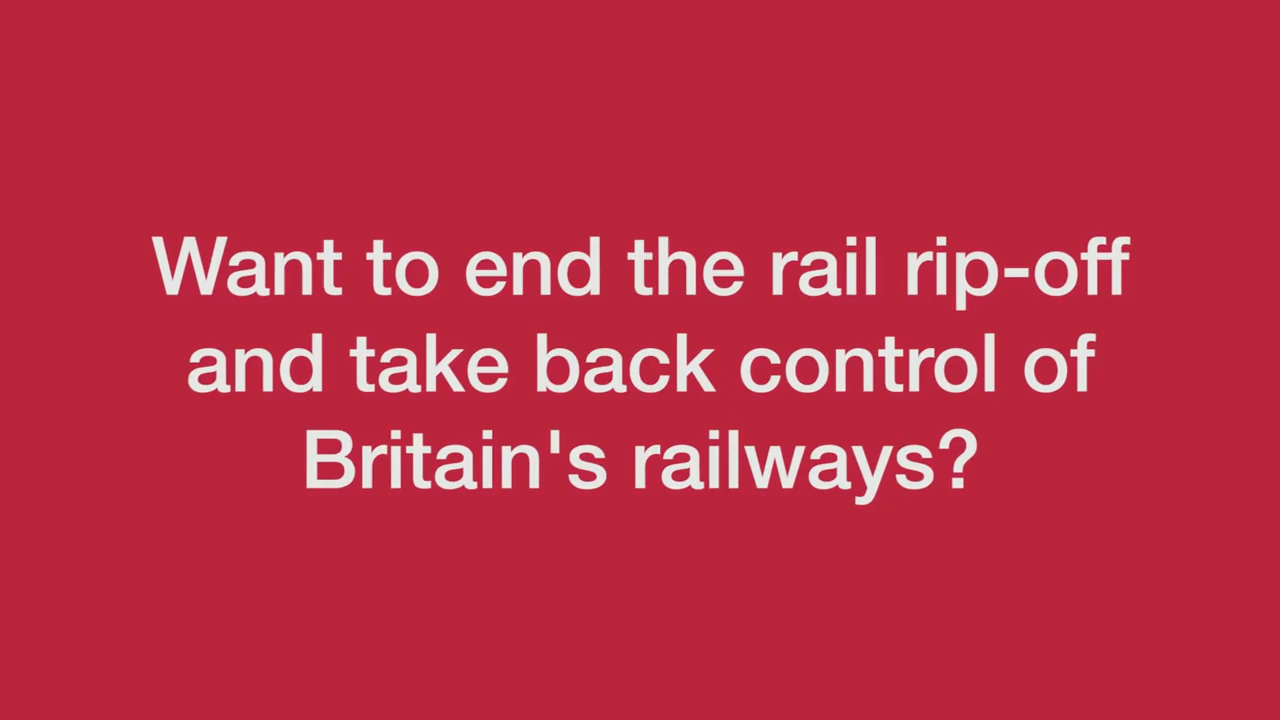 Want to end the rail rip-off
and take back control of
Britain's railways?